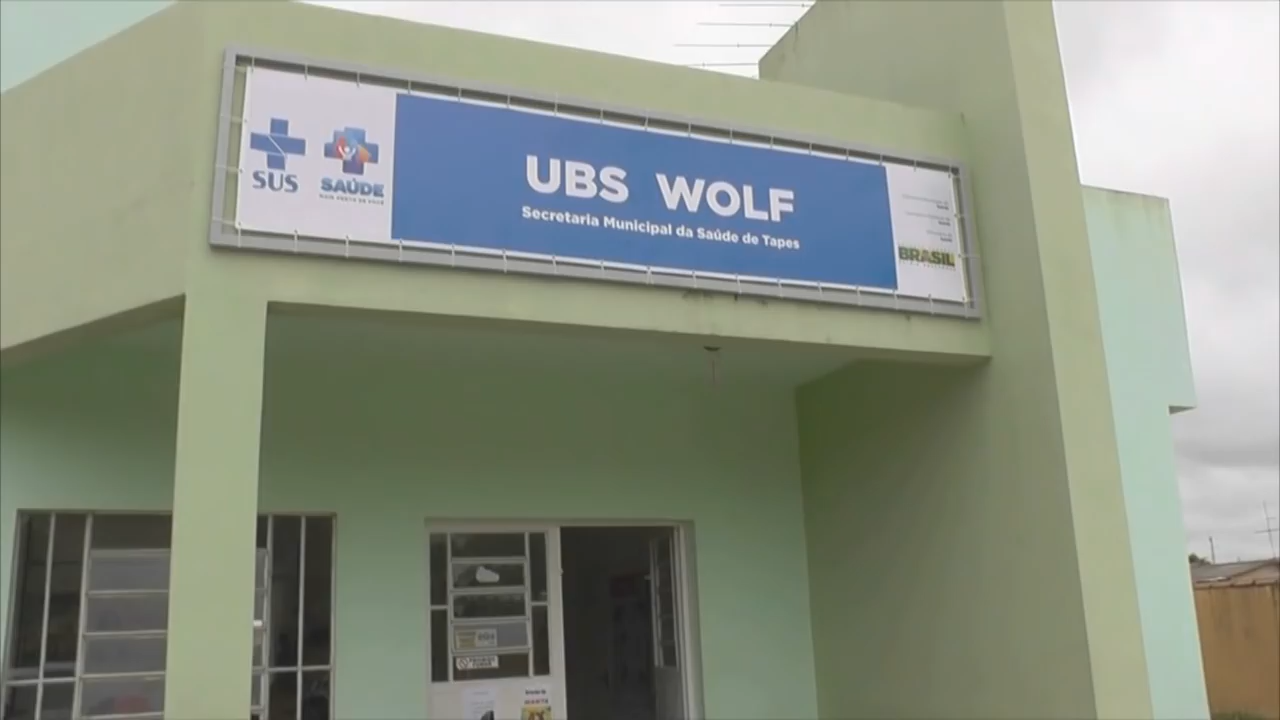 SUS
SAÚDE
UBS WOLF
Secretaria Municipal da Saúde de Tapes
BRASIL